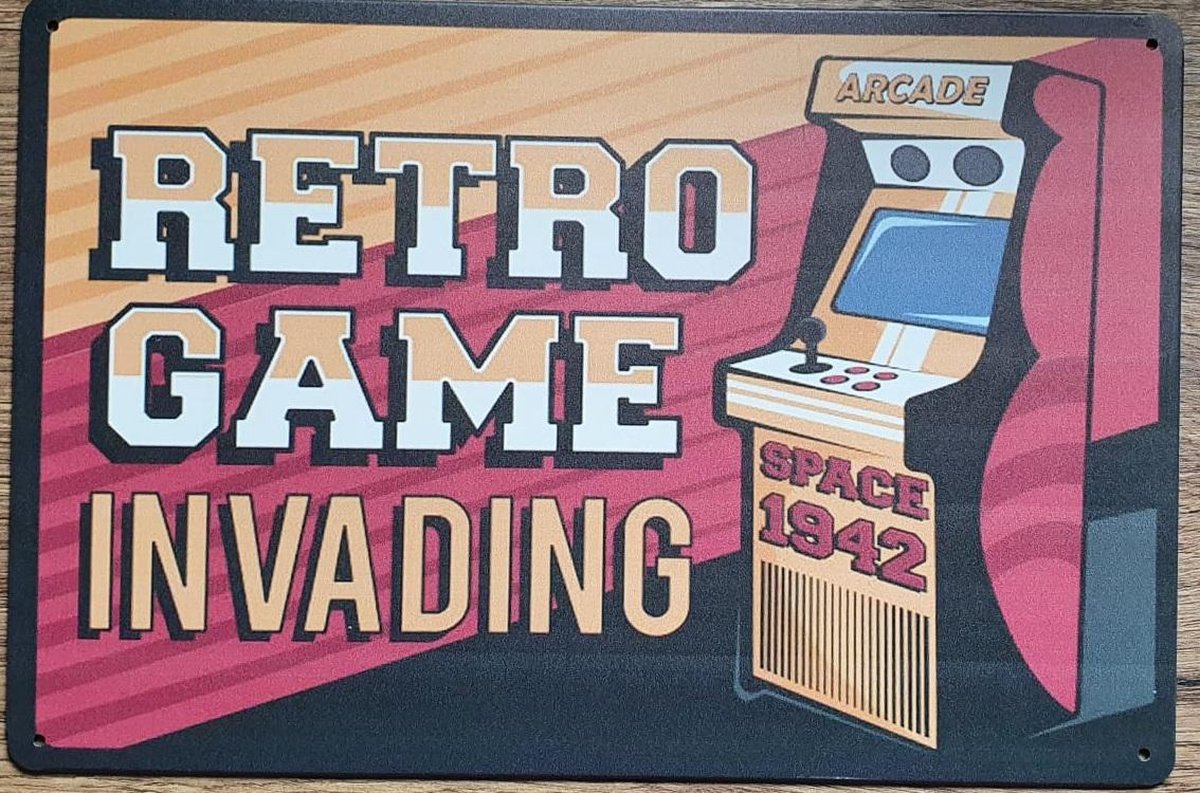 ARCADE
RETRO
GAME
INVADING
SPACE
1942